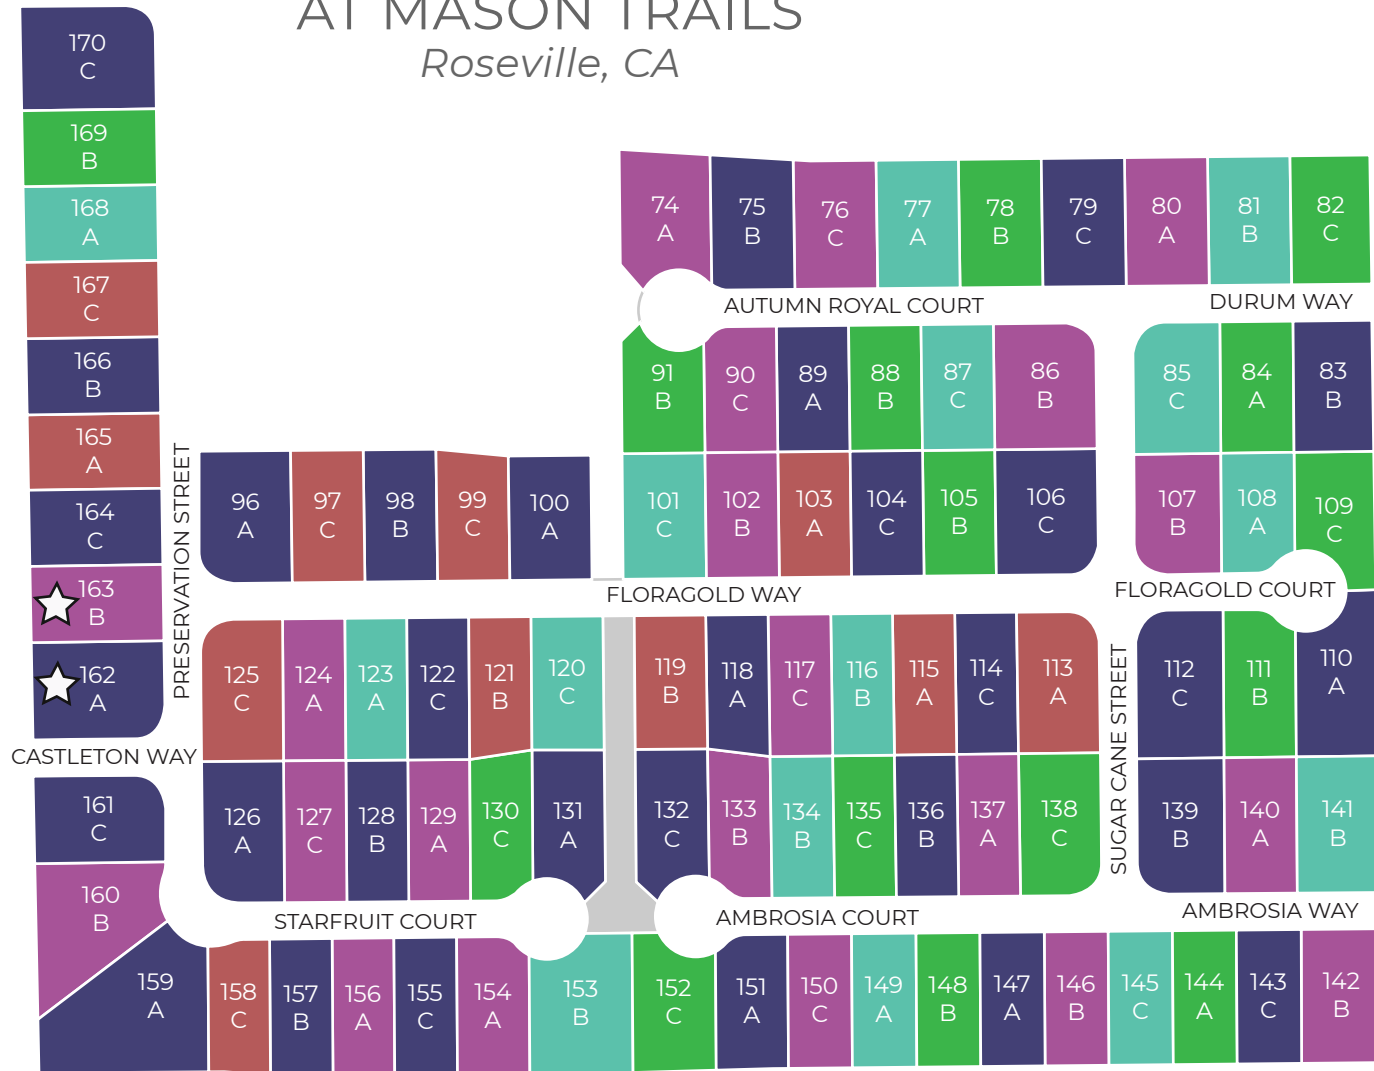 AT MASON TRAILS
Roseville, CA
170
C
169
B
168
A
167
C
166
B
165
A
164
C
163
B
162
A
PRESERVATION STREET
CASTLETON WAY
161
C
160
B
159
A
74
A
75
B
76
C
77
A
78
B
79
C
80
A
81
B
82
C
AUTUMN ROYAL COURT
DURUM WAY
91
B
90
C
89
A
88
B
87
C
86
B
85
C
84
A
83
B
96
A
97
C
98
B
99
C
100
A
101
C
102
B
103
A
104
C
105
B
106
C
107
B
108
A
109
C
FLORAGOLD WAY
FLORAGOLD COURT
125
C
124
A
123
A
122
C
121
B
120
C
119
B
118
A
117
C
116
B
115
A
114
C
113
A
SUGAR CANE STREET
112
C
111
B
110
A
126
A
127
C
128
B
129
A
130
C
131
A
132
C
133
B
134
B
135
C
136
B
137
A
138
C
139
B
140
A
141
B
STARFRUIT COURT
AMBROSIA COURT
AMBROSIA WAY
158
C
157
B
156
A
155
C
154
A
153
B
152
C
151
A
150
C
149
A
148
B
147
A
146
B
145
C
144
A
143
C
142
B